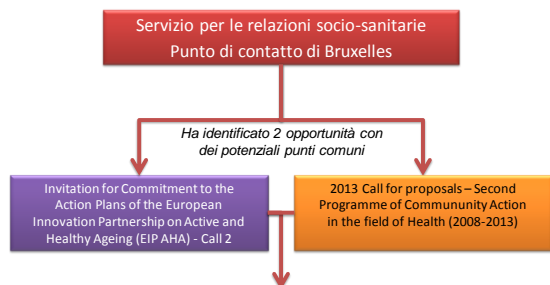 Servizio per le relazioni socio-sanitarie
Punto di contatto di Bruxelles
Ha identificato 2 opportunità con
dei potenziali punti comuni
Invitation for Commitment to the
Action Plans of the European
Innovation Partnership on Active and
Healthy Ageing (EIP AHA) - Call 2
2013 Call for proposals – Second
Programme of Commununity Action
in the field of Health (2008-2013)